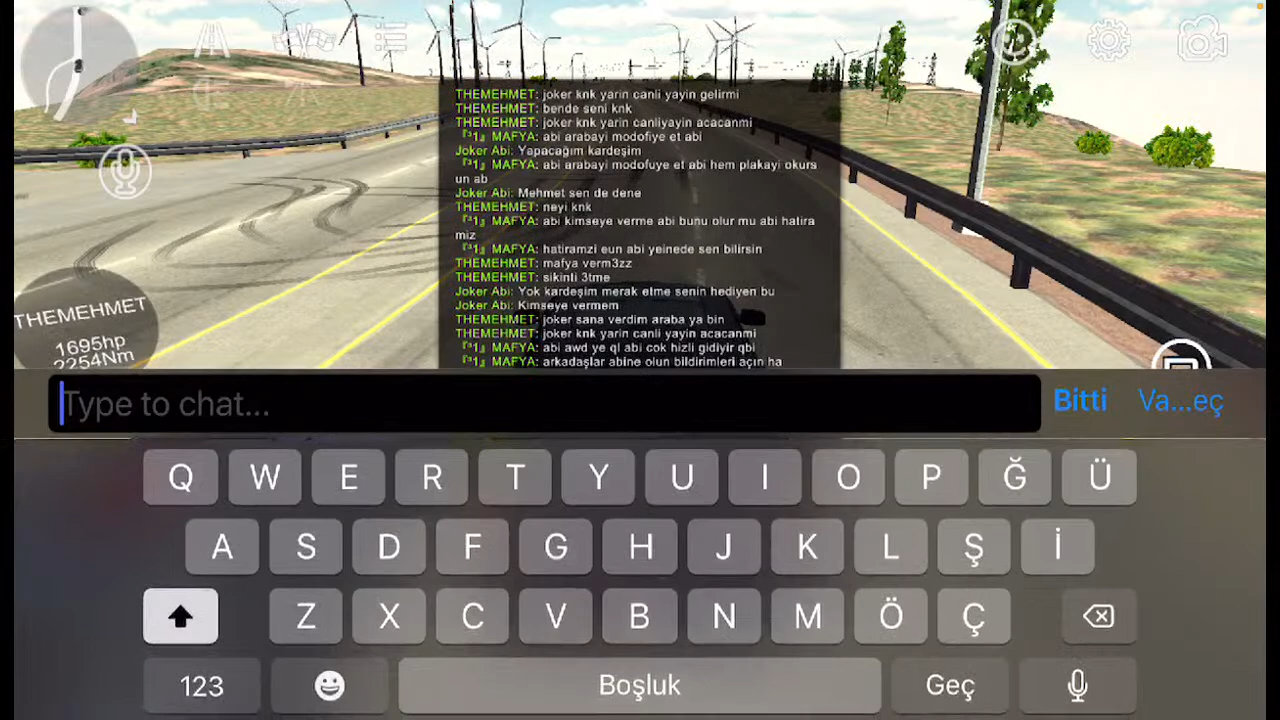 THEMEHMET: joker knk yarin canli yayin gelirmi
THEMEHMET: bende seni knk
THEMEHMET: joker knk yarin canliyayin acacanmi
『³1』 MAFYA: abi arabayi modofiye et abi
Joker Abi: Yapacağım kardeşim
『³1』 MAFYA: abi arabayi modofuye et abi hem plakayi okurs
un ab
Joker Abi: Mehmet sen de dene
THEMEHMET: neyi knk
『³1』 MAFYA: abi kimseye verme abi bunu olur mu abi hatira
miz
『³1』 MAFYA: hatiramzi eun abi yeinede sen bilirsin
THEMEHMET: mafya verm3zz
THEMEHMET: sikinti 3tme
Joker Abi: Yok kardeşim merak etme senin hediyen bu
Joker Abi: Kimseye vermem
THEMEHMET: joker sana verdim araba ya bin
THEMEHMET: joker knk yarin canli yayin acacanmi
『³1』 MAFYA: abi awd ye ql abi cok hizli gidiyir qbi
『³1』 MAFYA: arkadaşlar abine olun bildirimleri açın ha
THEMEHMET
1695hp
2254Nm
Type to chat...
Bitti
Va...eç
Q W E R T Y U I O P Ğ Ü
A S D F G H J K L Ş İ
Z X C V B N M Ö Ç
123
Boşluk
Geç